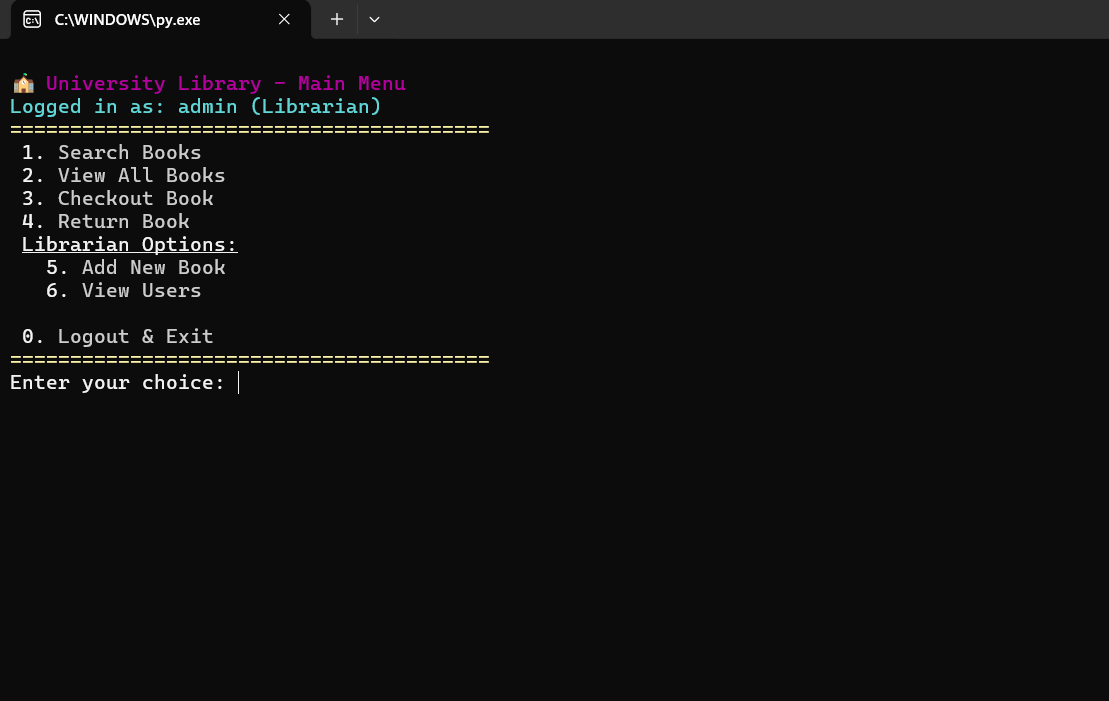 C:\WINDOWS\py.exe
University Library - Main Menu
Logged in as: admin (Librarian)
========================================
1. Search Books
2. View All Books
3. Checkout Book
4. Return Book
Librarian Options:
5. Add New Book
6. View Users
0. Logout & Exit
========================================
Enter your choice: